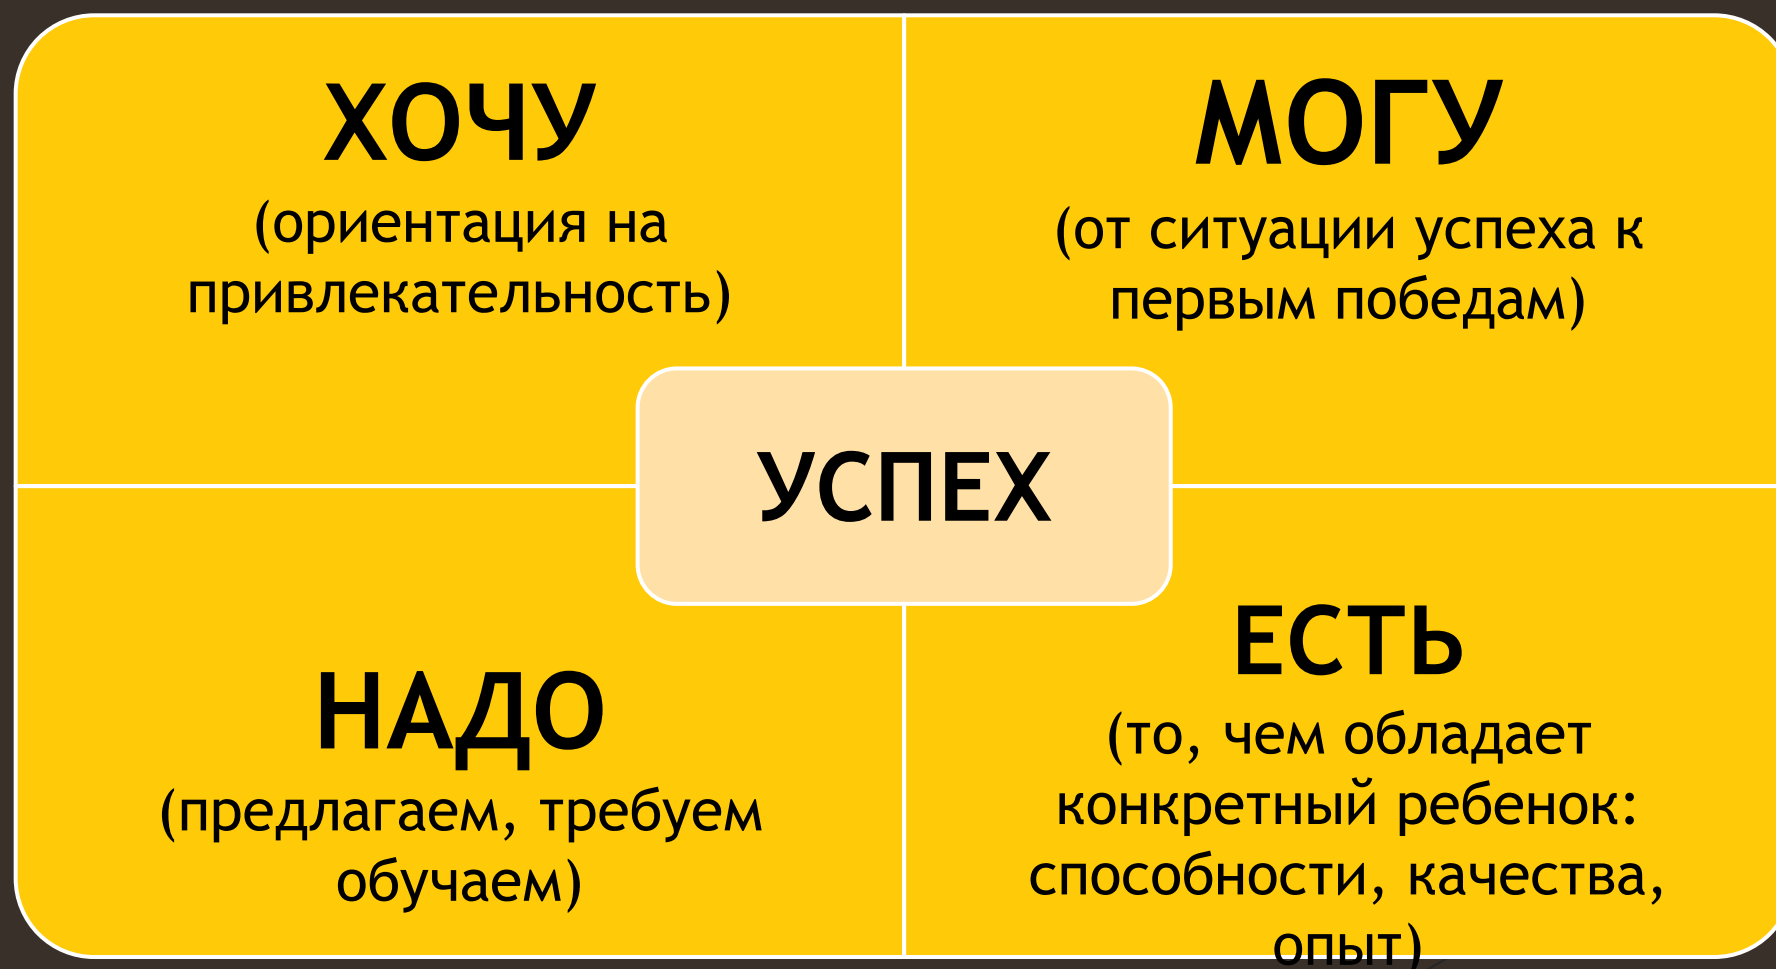 ХОЧУ
(ориентация на
привлекательность)
МОГУ
(от ситуации успеха к
первым победам)
УСПЕХ
НАДО
(предлагаем, требуем
обучаем)
ЕСТЬ
(то, чем обладает
конкретный ребенок:
способности, качества,
опыт)